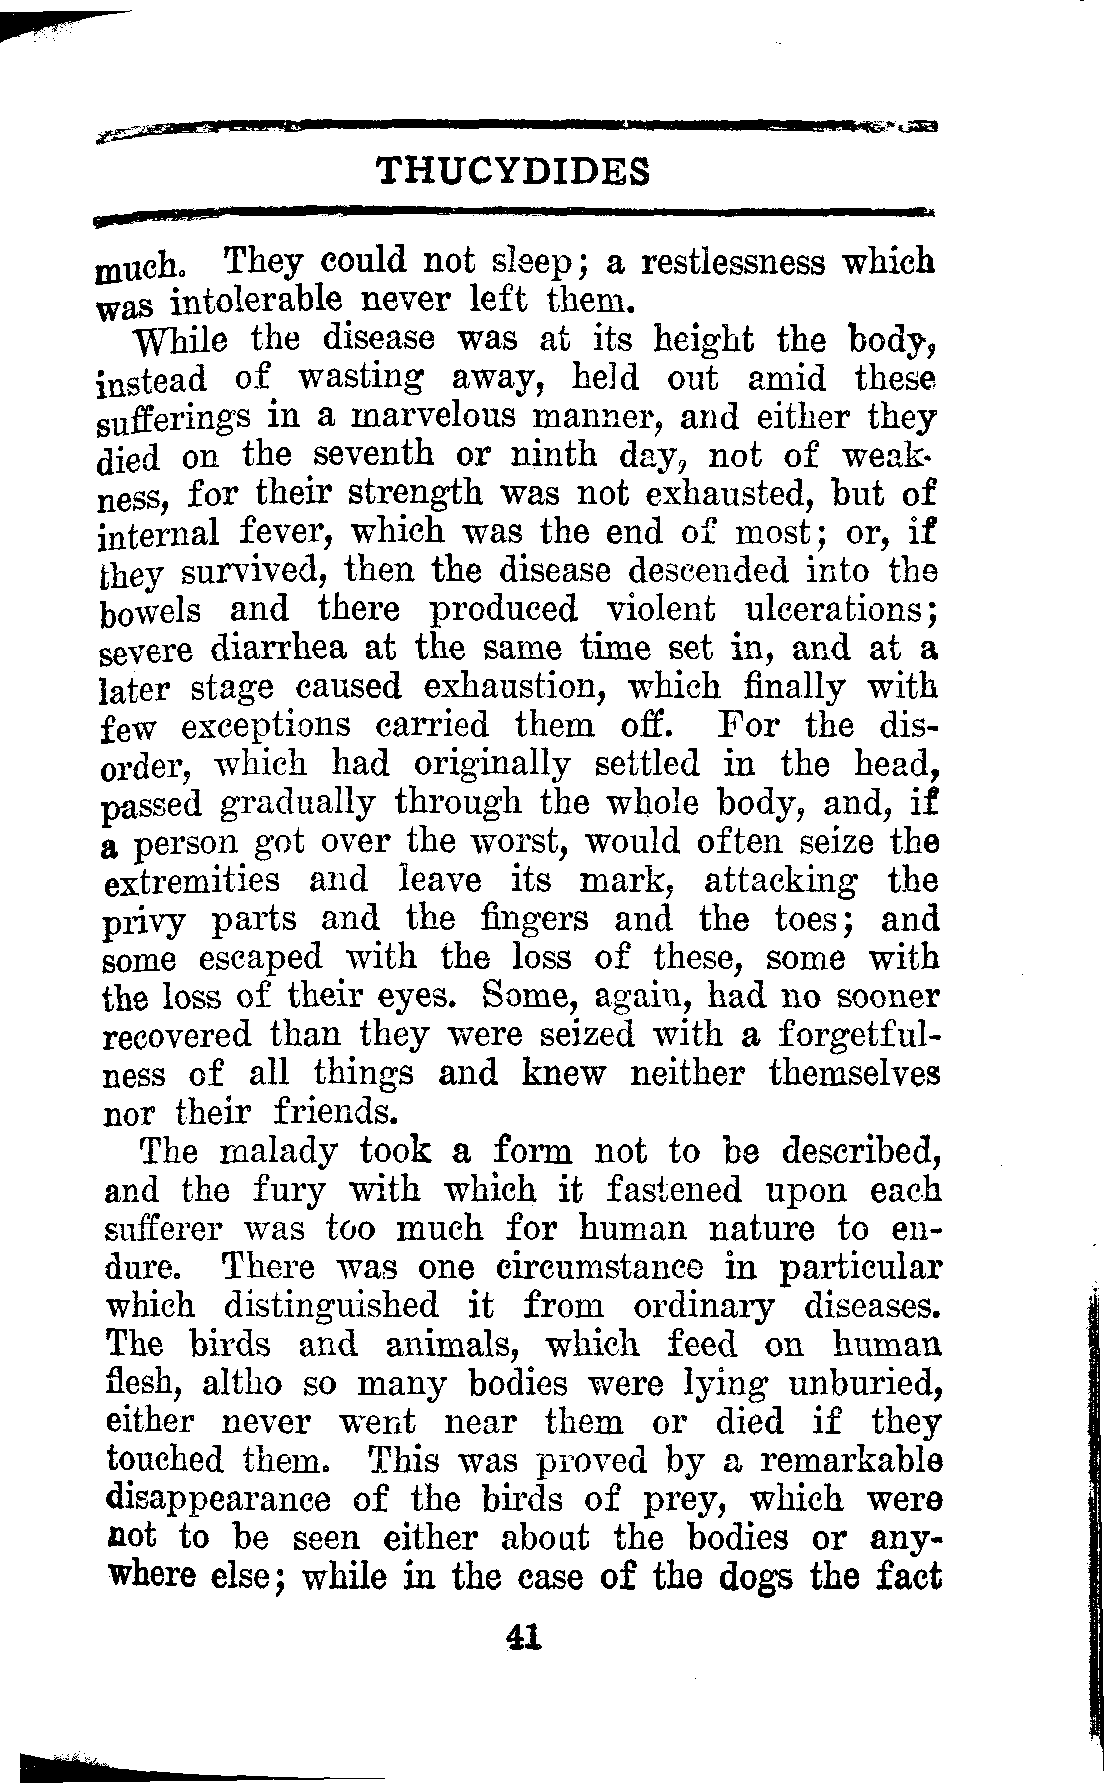 THUCYDIDES
much. They could not sleep; a restlessness which
was intolerable never left them.
While the disease was at its height the body,
instead of wasting away, held out amid these
sufferings in a marvelous manner, and either they
died on the seventh or ninth day, not of weak-
ness, for their strength was not exhausted, but of
internal fever, which was the end of most; or, if
they survived, then the disease descended into the
bowels and there produced violent ulcerations;
severe diarrhea at the same time set in, and at a
later stage caused exhaustion, which finally with
few exceptions carried them off. For the dis-
order, which had originally settled in the head,
passed gradually through the whole body, and, if
a person got over the worst, would often seize the
extremities and leave its mark, attacking the
privy parts and the fingers and the toes; and
some escaped with the loss of these, some with
the loss of their eyes. Some, again, had no sooner
recovered than they were seized with a forgetful-
ness of all things and knew neither themselves
nor their friends.
The malady took a form not to be described,
and the fury with which it fastened upon each
sufferer was too much for human nature to en-
dure. There was one circumstance in particular
which distinguished it from ordinary diseases.
The birds and animals, which feed on human
flesh, altho so many bodies were lying unburied,
either never went near them or died if they
touched them. This was proved by a remarkable
disappearance of the birds of prey, which were
not to be seen either about the bodies or any-
where else; while in the case of the dogs the fact
41